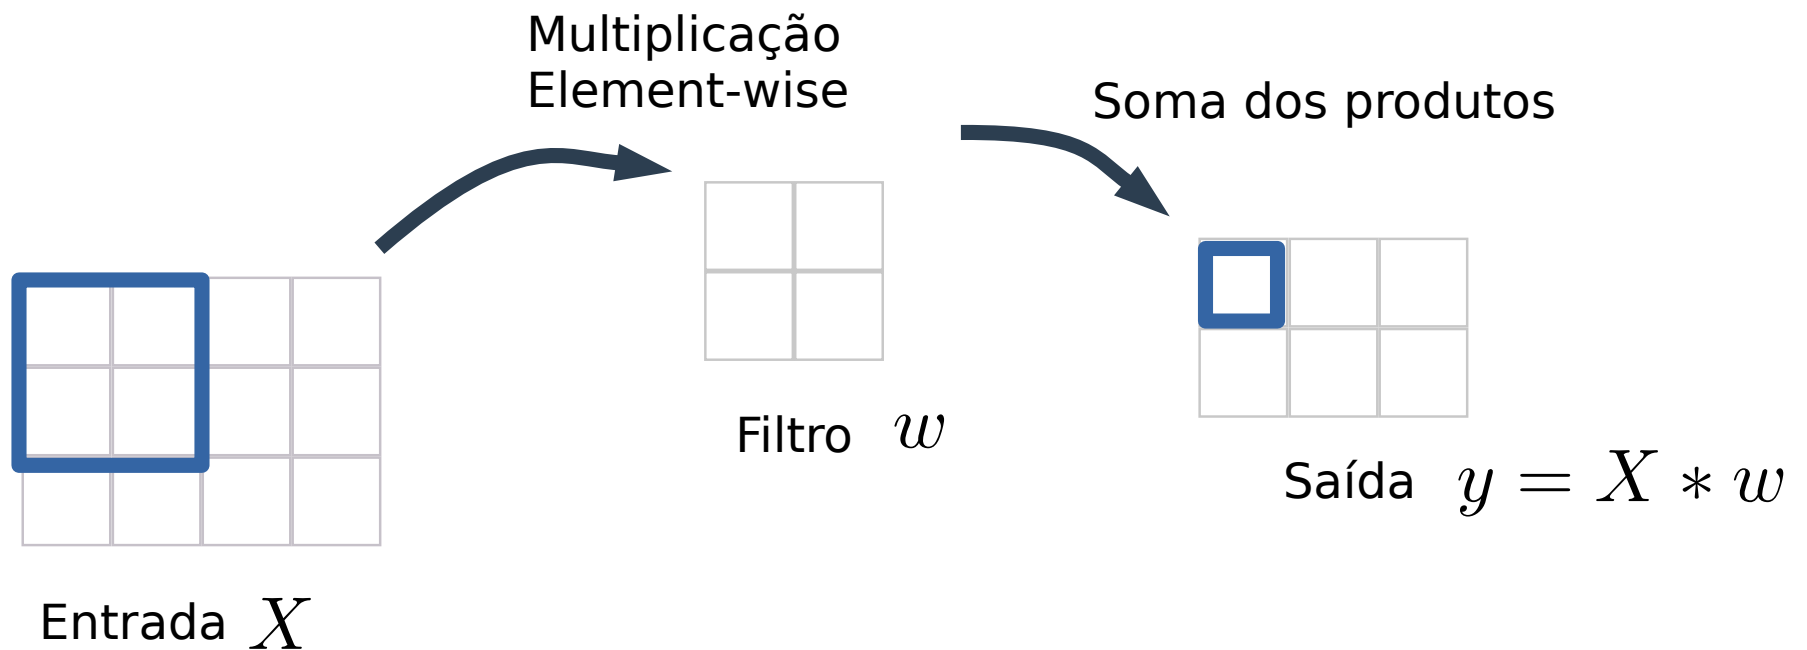 Multiplicação
Element-wise
Soma dos produtos
Filtro w
Saída y = X * w
Entrada X